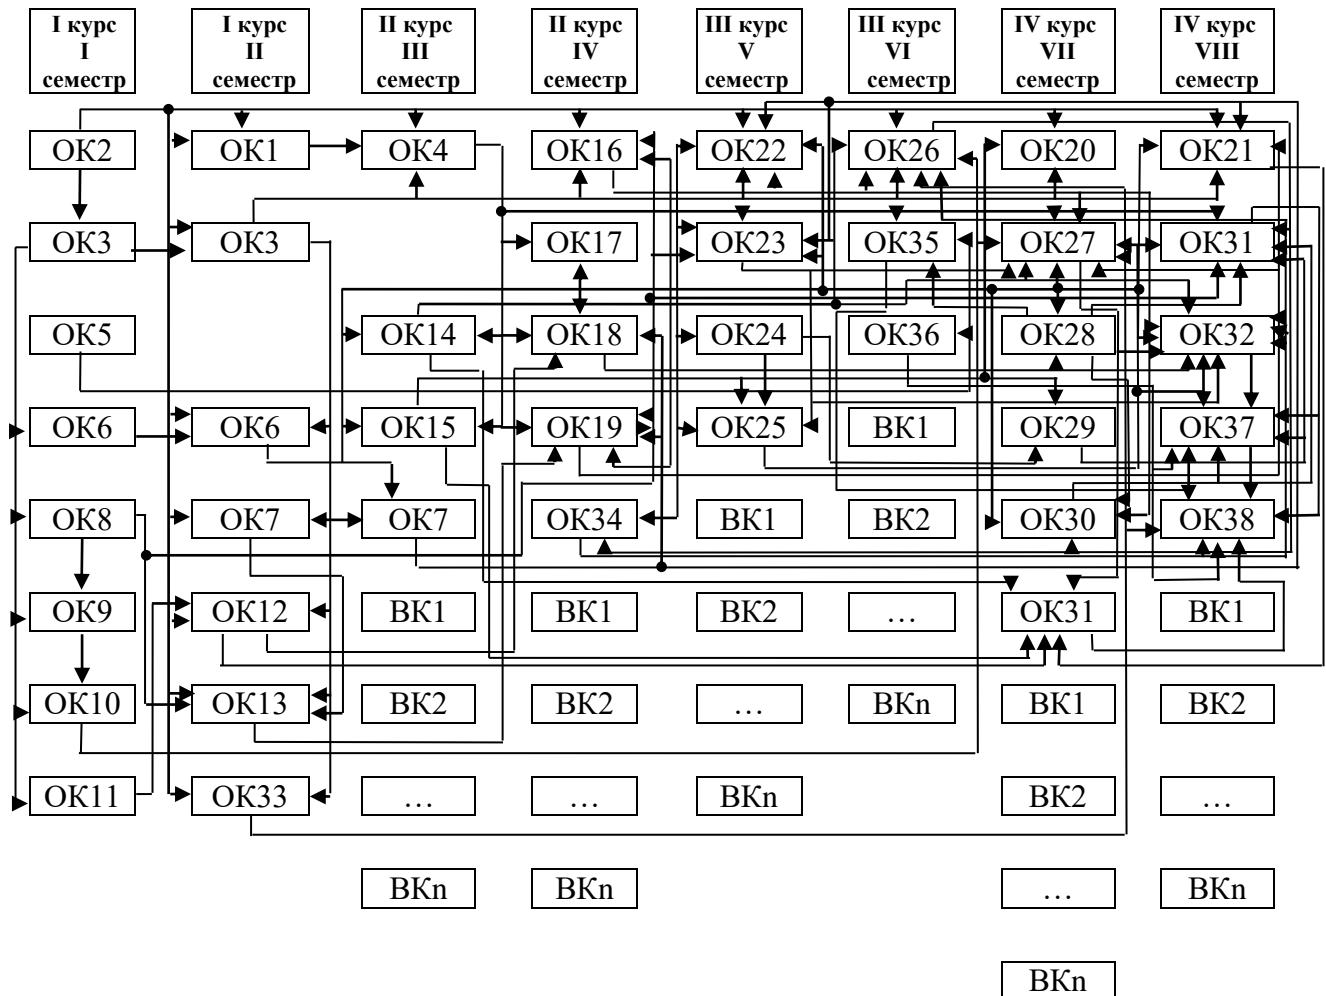 I курс I семестр
I курс II семестр
II курс III семестр
II курс IV семестр
III курс V семестр
III курс VI семестр
IV курс VII семестр
IV курс VIII семестр
ОК2
ОК1
ОК4
ОК16
ОК22
ОК26
ОК20
ОК21
ОК3
ОК3
ОК17
ОК23
ОК35
ОК27
ОК31
ОК5
ОК14
ОК18
ОК24
ОК36
ОК28
ОК32
ОК6
ОК6
ОК15
ОК19
ОК25
ВК1
ОК29
ОК37
ОК8
ОК7
ОК7
ОК34
ВК1
ВК2
ОК30
ОК38
ОК9
ОК12
ВК1
ВК1
ВК2
…
ОК31
ВК1
ОК10
ОК13
ВК2
ВК2
…
ВКn
ВК1
ВК2
ОК11
ОК33
…
…
ВКn
ВК2
…
ВКn
ВКn
…
ВКn
ВКn